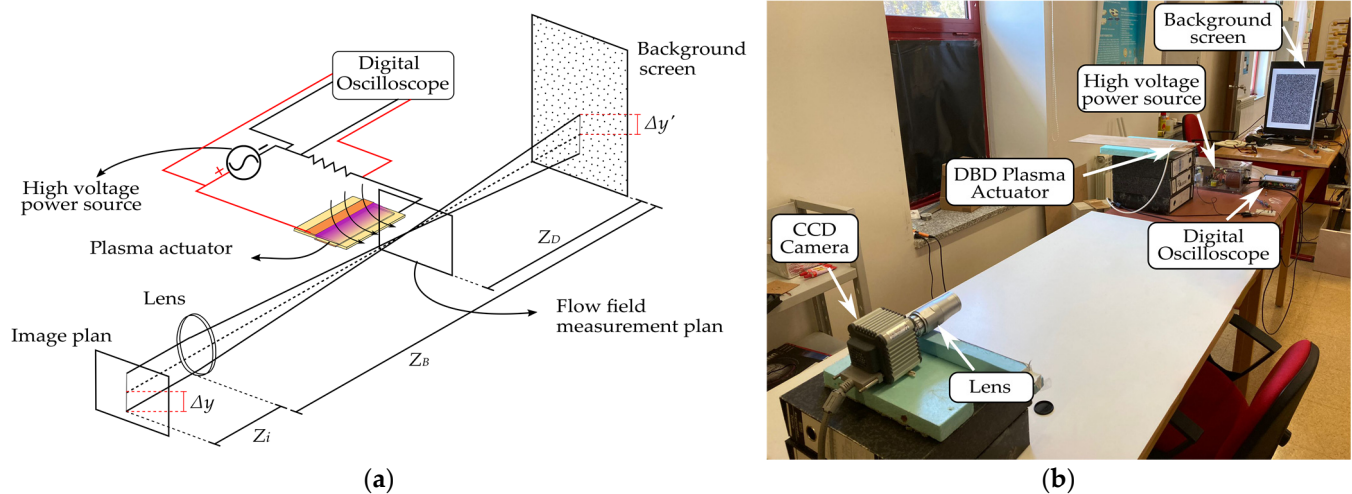 Digital
Oscilloscope
Background
screen
Δy'
+
High voltage
power source
Plasma actuator
Z_D
Lens
Flow field
measurement plan
Image plan
Z_B
Δy
Z_i
(a)
Background
screen
High voltage
power source
DBD Plasma
Actuator
CCD
Camera
Digital
Oscilloscope
Lens
(b)